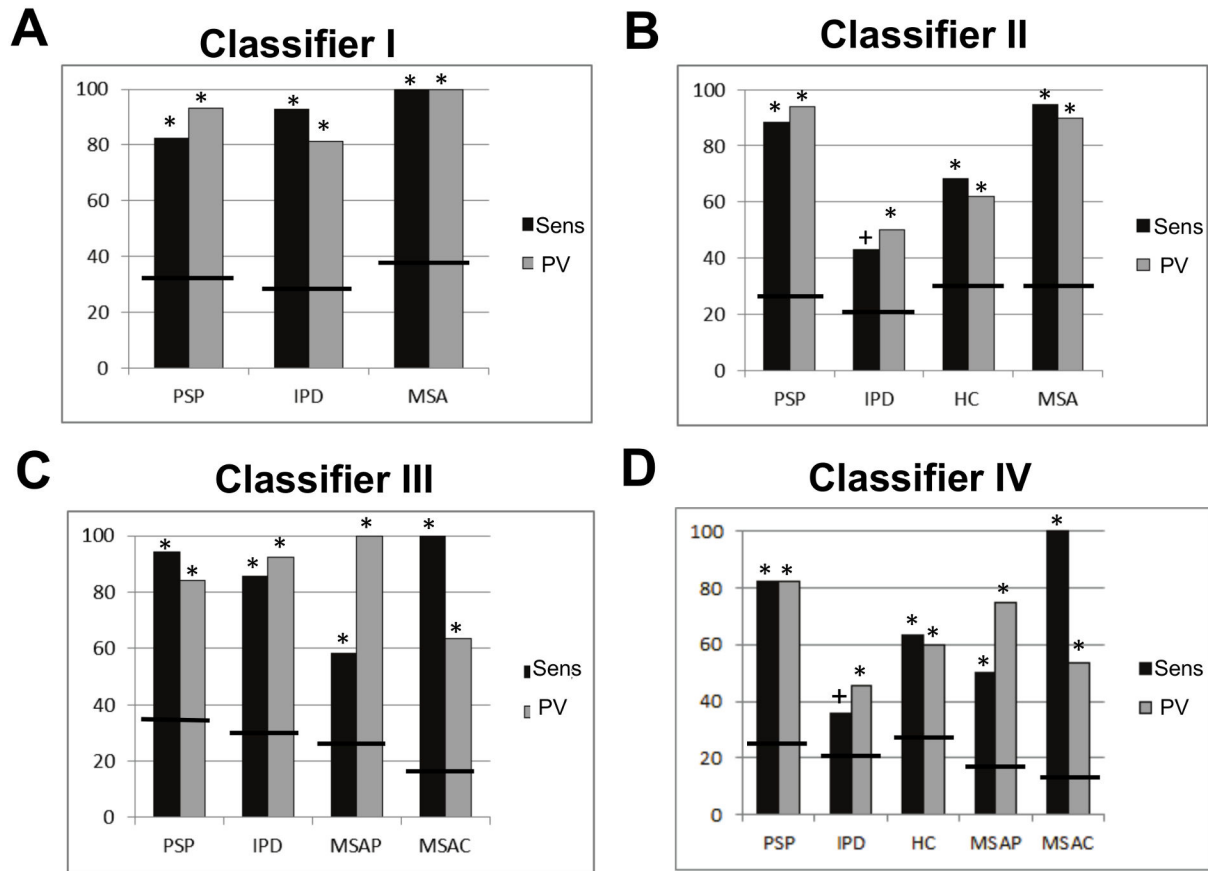 A
Classifier I
* * * * * *
100
80
60
40
20
0
PSP IPD MSA
Sens
PV
B
Classifier II
* * + * * * * *
100
80
60
40
20
0
PSP IPD HC MSA
Sens
PV
C
Classifier III
* * * * * * * *
100
80
60
40
20
0
PSP IPD MSAP MSAC
Sens
PV
D
Classifier IV
* * + * * * * * * *
100
80
60
40
20
0
PSP IPD HC MSAP MSAC
Sens
PV